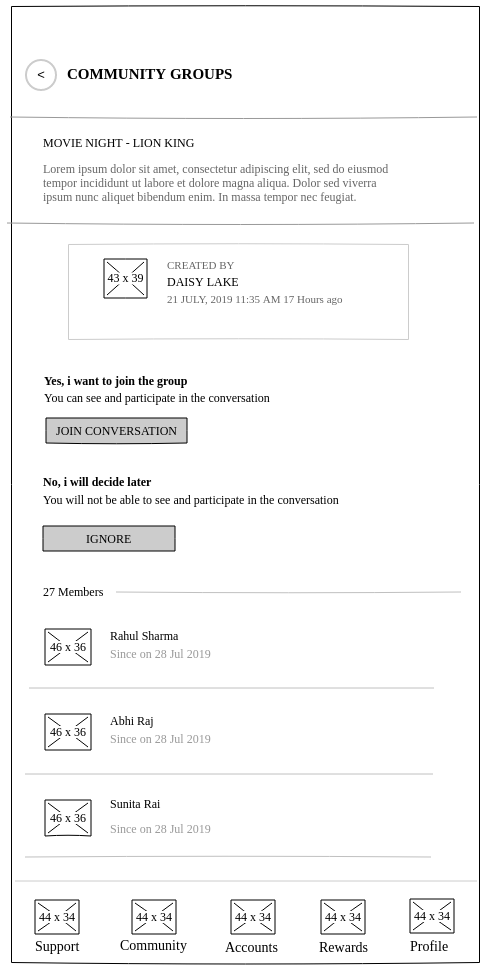 < COMMUNITY GROUPS
MOVIE NIGHT - LION KING
Lorem ipsum dolor sit amet, consectetur adipiscing elit, sed do eiusmod
tempor incididunt ut labore et dolore magna aliqua. Dolor sed viverra
ipsum nunc aliquet bibendum enim. In massa tempor nec feugiat.
43 x 39
CREATED BY
DAISY LAKE
21 JULY, 2019 11:35 AM 17 Hours ago
Yes, i want to join the group
You can see and participate in the conversation
JOIN CONVERSATION
No, i will decide later
You will not be able to see and participate in the conversation
IGNORE
27 Members
46 x 36
Rahul Sharma
Since on 28 Jul 2019
46 x 36
Abhi Raj
Since on 28 Jul 2019
46 x 36
Sunita Rai
Since on 28 Jul 2019
44 x 34 44 x 34 44 x 34 44 x 34 44 x 34
Support Community Accounts Rewards Profile